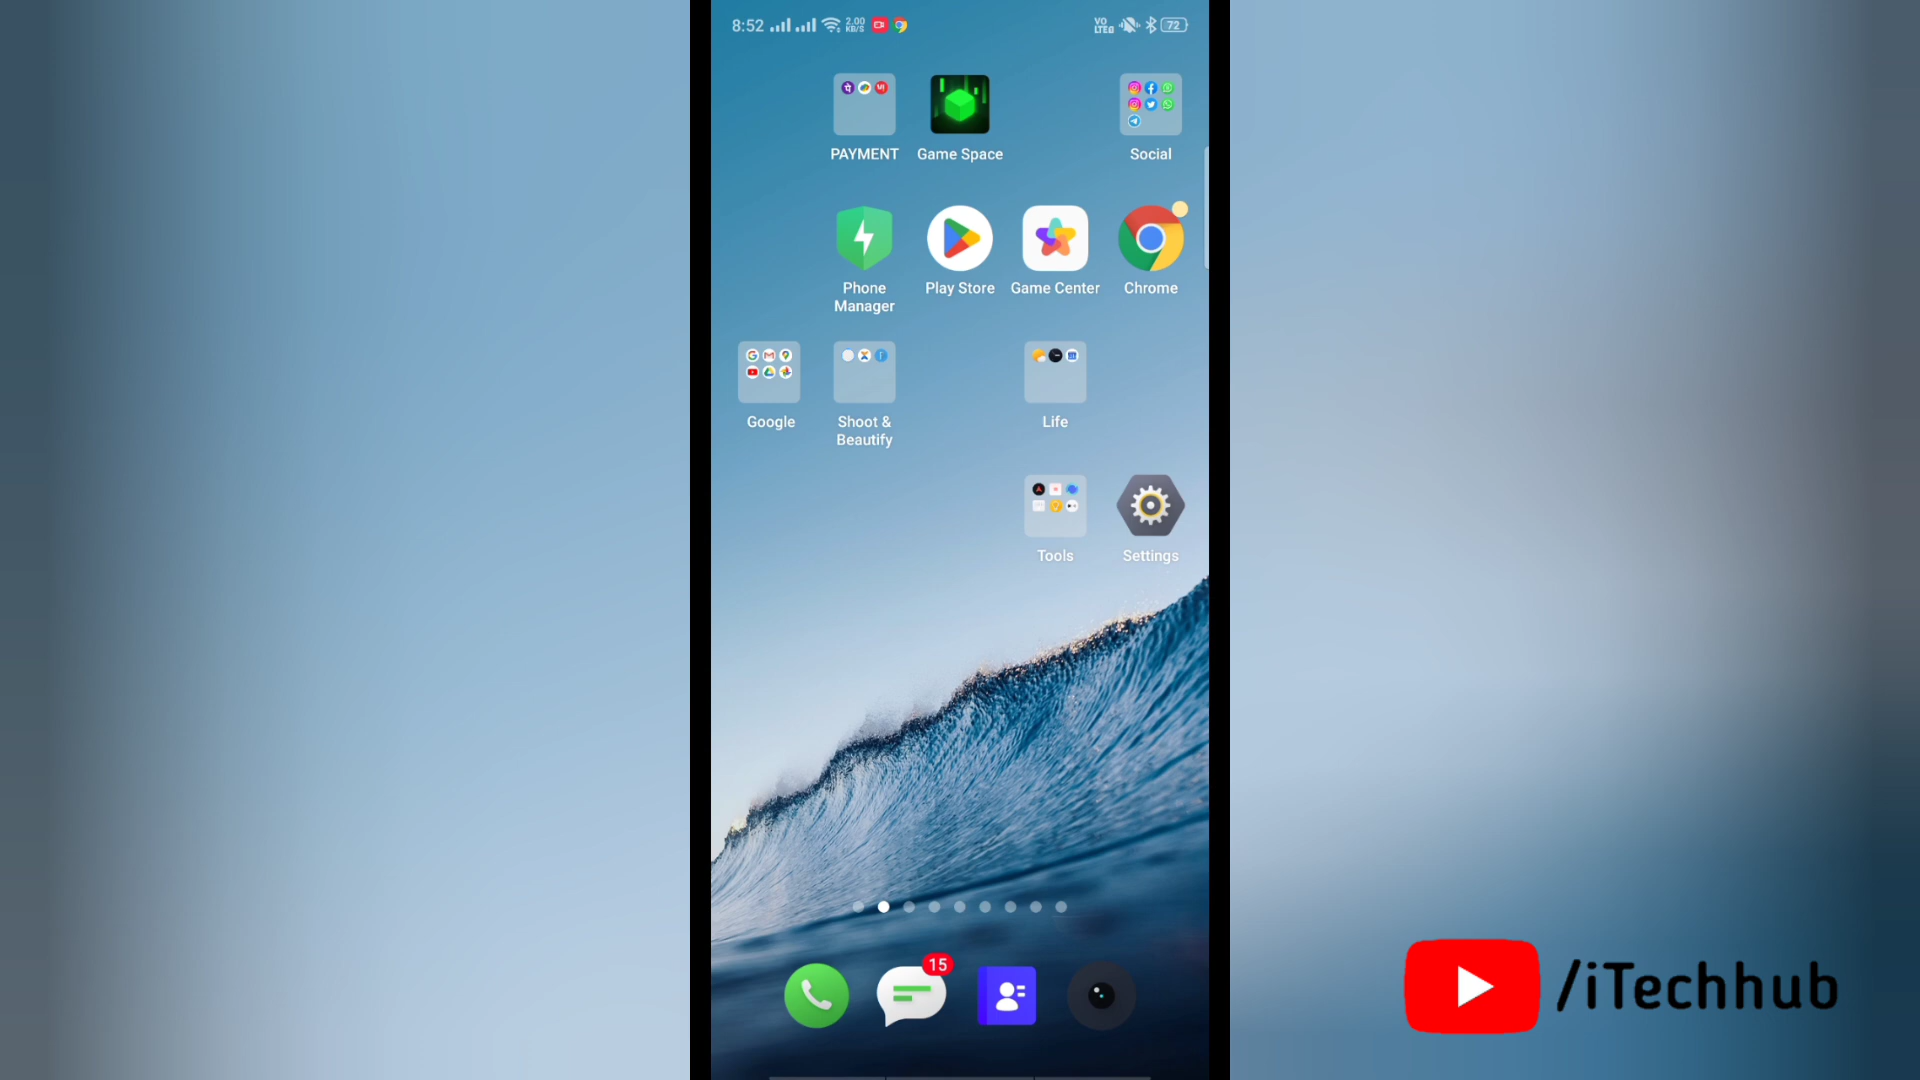 8:52
2.00
KB/S
VO
LTE
72
PAYMENT
Game Space
Social
Phone
Manager
Play Store
Game Center
Chrome
Google
Shoot &
Beautify
Life
Tools
Settings
15
/iTechhub